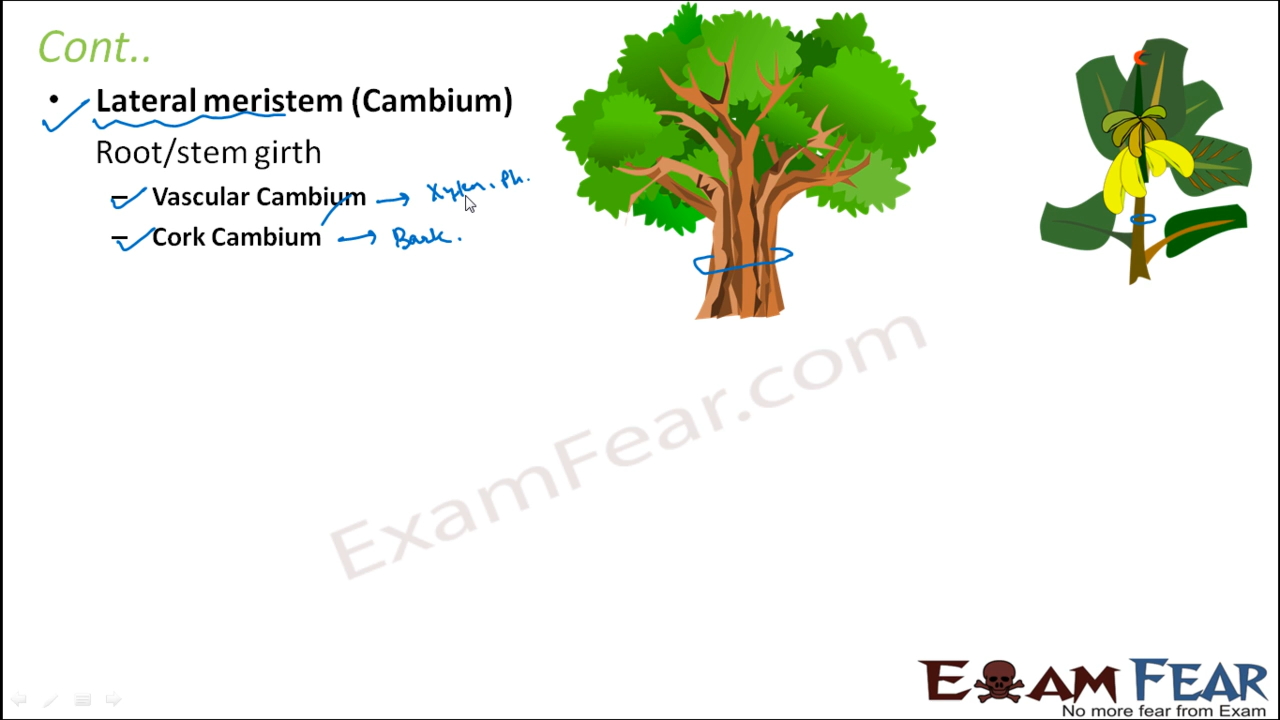 Cont..
• Lateral meristem (Cambium)
Root/stem girth
– Vascular Cambium → Xylem, Ph.
– Cork Cambium → Bark.
ExamFear.com
EXAM FEAR
No more fear from Exam